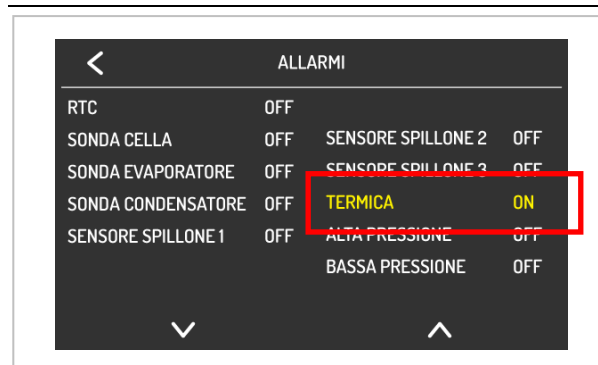 ALLARMI
RTC OFF
SONDA CELLA OFF
SONDA EVAPORATORE OFF
SONDA CONDENSATORE OFF
SENSORE SPILLONE 1 OFF
SENSORE SPILLONE 2 OFF
SENSORE SPILLONE 3 OFF
TERMICA ON
ALTA PRESSIONE OFF
BASSA PRESSIONE OFF